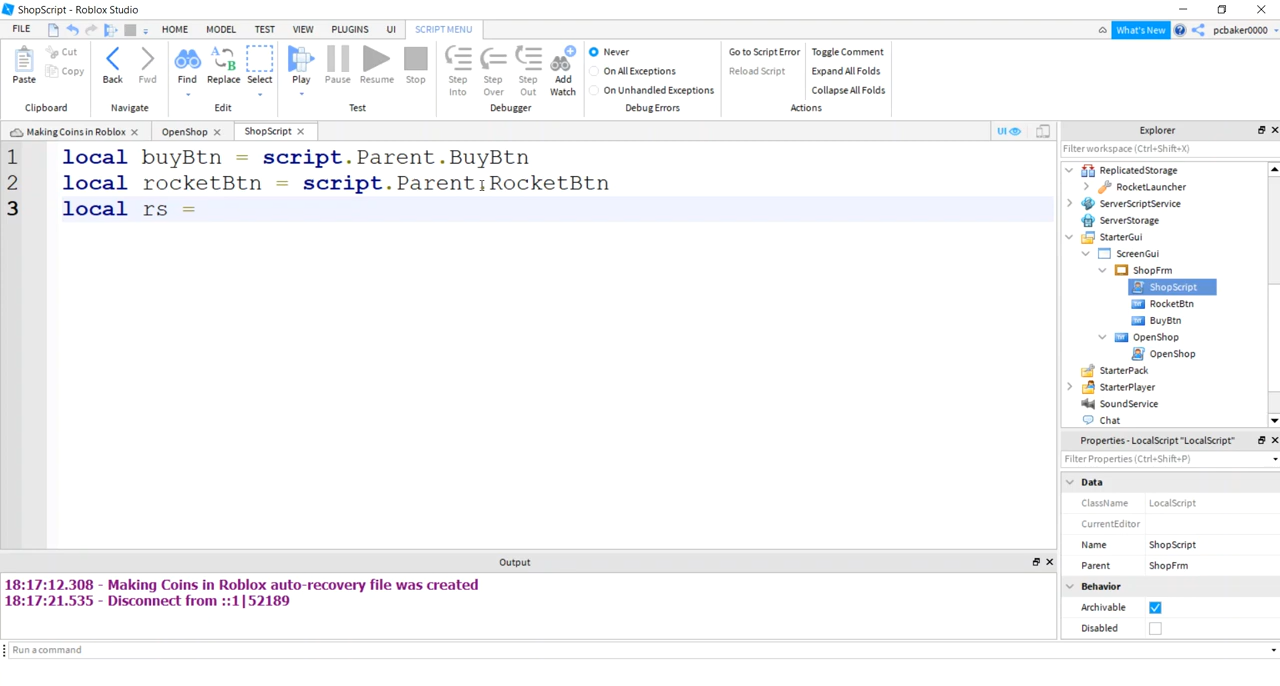 ShopScript - Roblox Studio
FILE HOME MODEL TEST VIEW PLUGINS UI SCRIPT MENU What's New pcbaker0000
Paste Cut Copy
Back Fwd
Find Replace Select
Play Pause Resume Stop
Step Into Step Over Step Out Add Watch
Never
On All Exceptions
On Unhandled Exceptions
Go to Script Error
Reload Script
Toggle Comment
Expand All Folds
Collapse All Folds
Clipboard Navigate Edit Test Debugger Debug Errors Actions
Making Coins in Roblox OpenShop ShopScript UI
1 local buyBtn = script.Parent.BuyBtn
2 local rocketBtn = script.Parent.RocketBtn
3 local rs =
Explorer
Filter workspace (Ctrl+Shift+X)
ReplicatedStorage
RocketLauncher
ServerScriptService
ServerStorage
StarterGui
ScreenGui
ShopFrm
ShopScript
RocketBtn
BuyBtn
OpenShop
OpenShop
StarterPack
StarterPlayer
SoundService
Chat
Properties - LocalScript "LocalScript"
Filter Properties (Ctrl+Shift+P)
Data
ClassName LocalScript
CurrentEditor
Name ShopScript
Parent ShopFrm
Behavior
Archivable
Disabled
Output
18:17:12.308 - Making Coins in Roblox auto-recovery file was created
18:17:21.535 - Disconnect from ::1|52189
Run a command